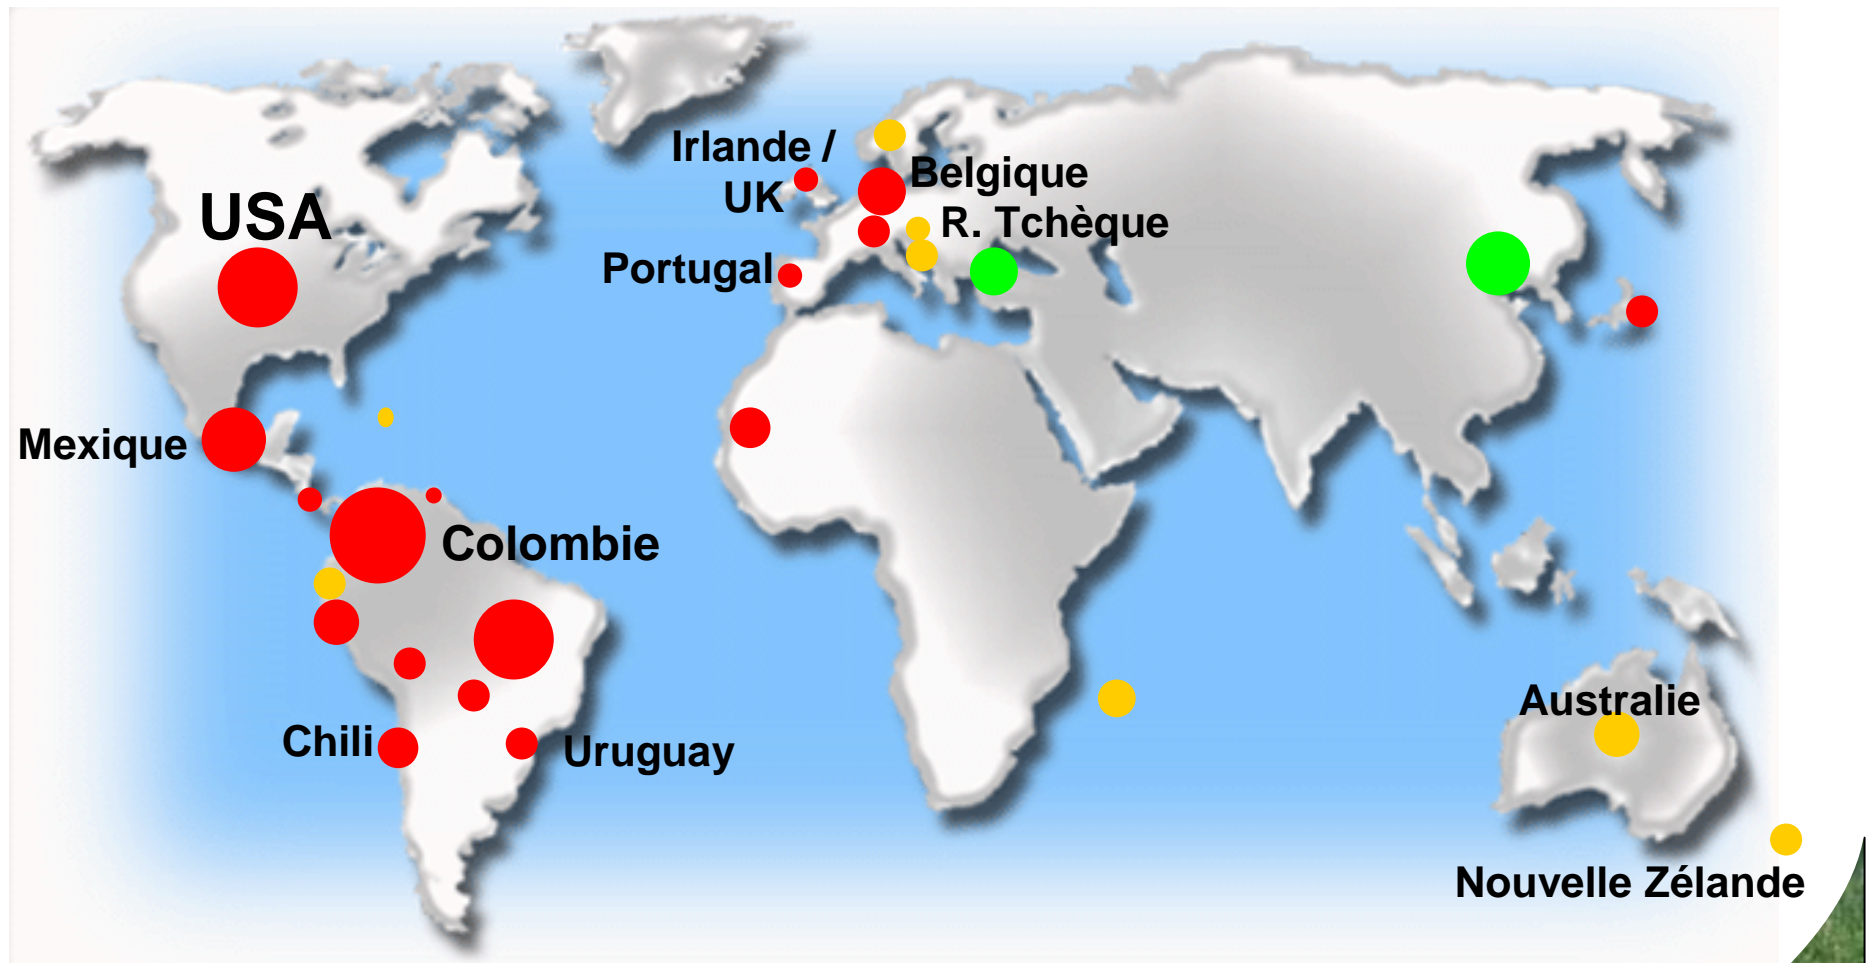 Irlande /
UK
Belgique
R. Tchèque
USA
Portugal
Mexique
Colombie
Chili
Uruguay
Australie
Nouvelle Zélande